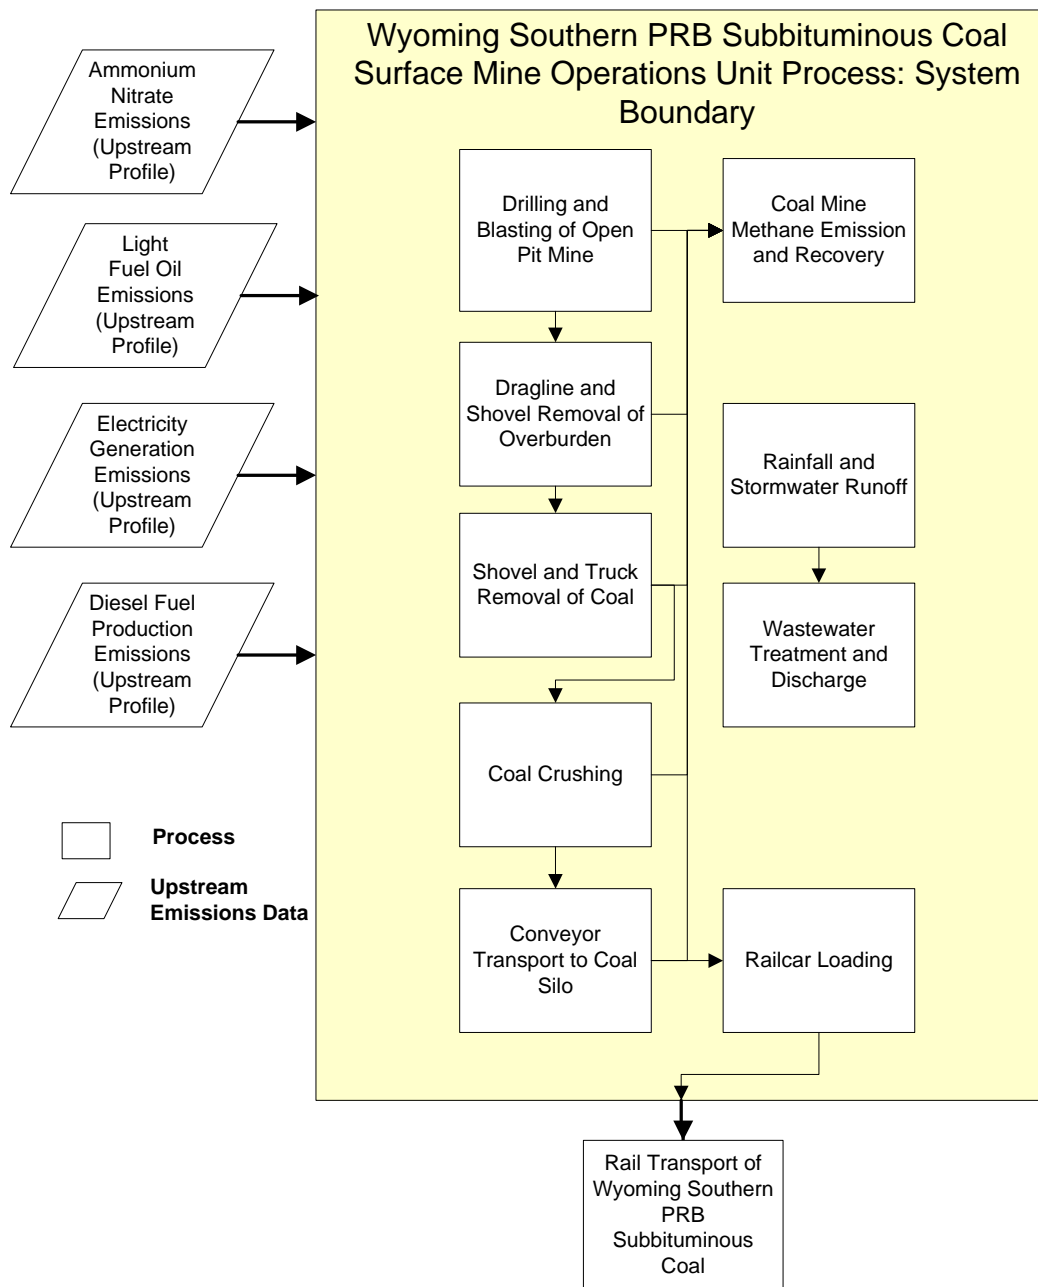 Wyoming Southern PRB Subbituminous Coal
Surface Mine Operations Unit Process: System
Boundary
Ammonium
Nitrate
Emissions
(Upstream
Profile)
Light
Fuel Oil
Emissions
(Upstream
Profile)
Electricity
Generation
Emissions
(Upstream
Profile)
Diesel Fuel
Production
Emissions
(Upstream
Profile)
Process
Upstream
Emissions Data
Drilling and
Blasting of Open
Pit Mine
Dragline and
Shovel Removal of
Overburden
Shovel and Truck
Removal of Coal
Coal Crushing
Conveyor
Transport to Coal
Silo
Coal Mine
Methane Emission
and Recovery
Rainfall and
Stormwater Runoff
Wastewater
Treatment and
Discharge
Railcar Loading
Rail Transport of
Wyoming Southern
PRB
Subbituminous
Coal